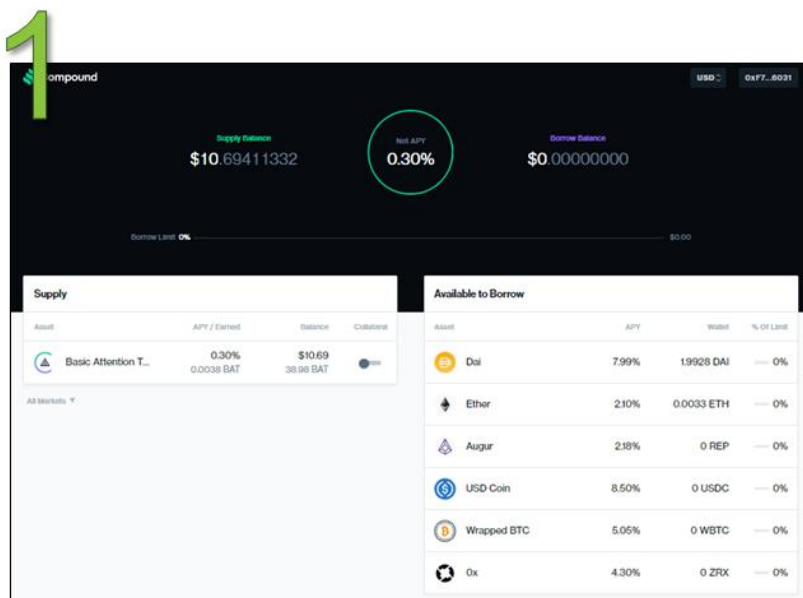 1
Compound
USD
0xF7...6031
Supply Balance
$10.69411332
Net APY
0.30%
Borrow Balance
$0.00000000
Borrow Limit 0%
$0.00
Supply
Asset APY / Earned Balance Collateral
Basic Attention T... 0.30% $10.69
0.0038 BAT 38.98 BAT
All Markets
Available to Borrow
Asset APY Wallet % Of Limit
Dai 7.99% 1.9928 DAI 0%
Ether 2.10% 0.0033 ETH 0%
Augur 2.18% 0 REP 0%
USD Coin 8.50% 0 USDC 0%
Wrapped BTC 5.05% 0 WBTC 0%
0x 4.30% 0 ZRX 0%